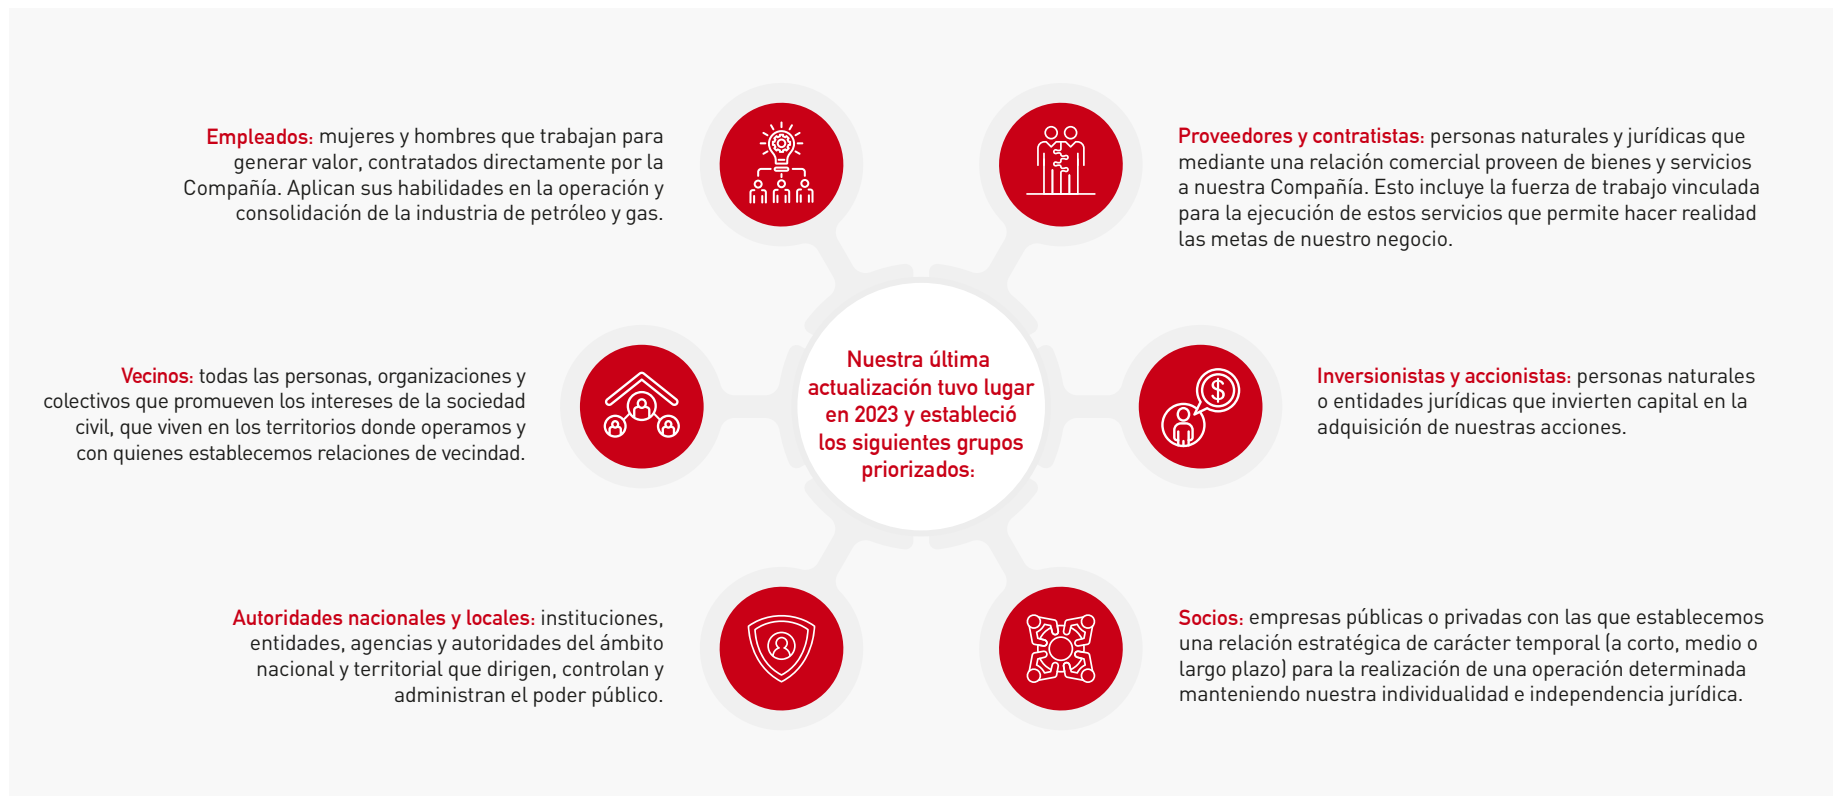 Empleados: mujeres y hombres que trabajan para
generar valor, contratados directamente por la
Compañía. Aplican sus habilidades en la operación y
consolidación de la industria de petróleo y gas.
Proveedores y contratistas: personas naturales y jurídicas que
mediante una relación comercial proveen de bienes y servicios
a nuestra Compañía. Esto incluye la fuerza de trabajo vinculada
para la ejecución de estos servicios que permite hacer realidad
las metas de nuestro negocio.
Vecinos: todas las personas, organizaciones y
colectivos que promueven los intereses de la sociedad
civil, que viven en los territorios donde operamos y
con quienes establecemos relaciones de vecindad.
Nuestra última
actualización tuvo lugar
en 2023 y estableció
los siguientes grupos
priorizados:
$
Inversionistas y accionistas: personas naturales
o entidades jurídicas que invierten capital en la
adquisición de nuestras acciones.
Autoridades nacionales y locales: instituciones,
entidades, agencias y autoridades del ámbito
nacional y territorial que dirigen, controlan y
administran el poder público.
Socios: empresas públicas o privadas con las que establecemos
una relación estratégica de carácter temporal (a corto, medio o
largo plazo) para la realización de una operación determinada
manteniendo nuestra individualidad e independencia jurídica.